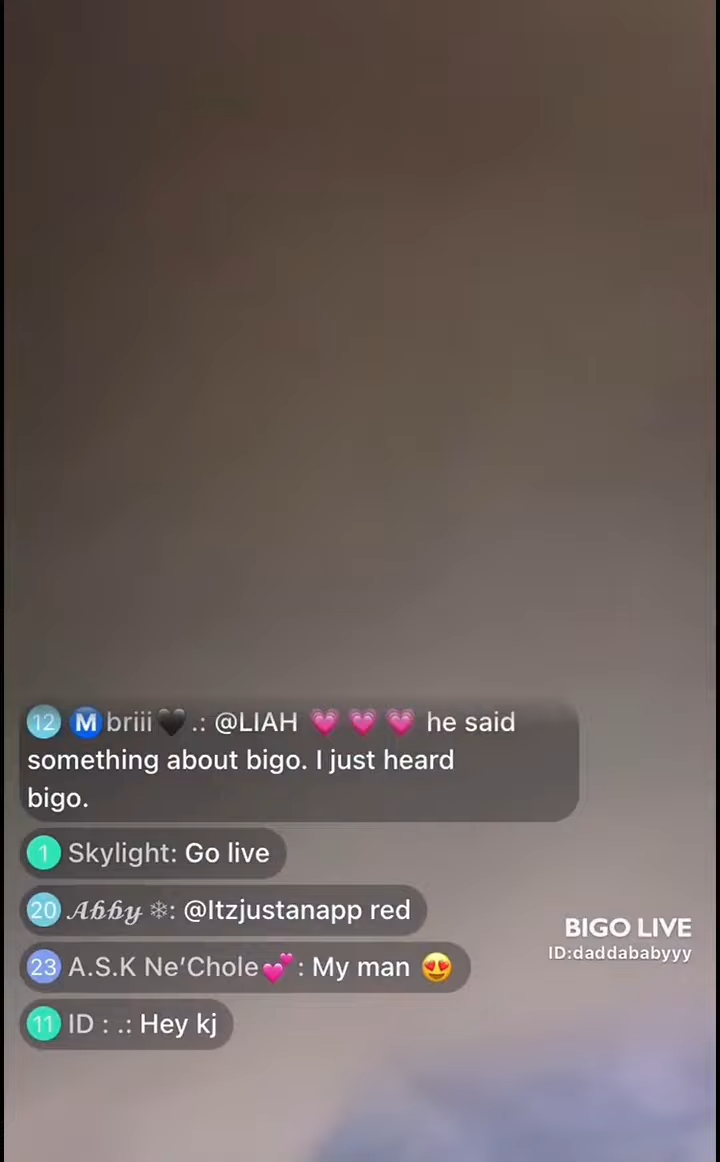 12 M briii🖤.: @LIAH 💗 💗 💗 he said
something about bigo. I just heard
bigo.
1 Skylight: Go live
20 𝓐𝓫𝓫𝔂 ❄: @Itzjustanapp red
BIGO LIVE
ID:daddababyyy
23 A.S.K Ne’Chole💕: My man 😍
11 ID : .: Hey kj